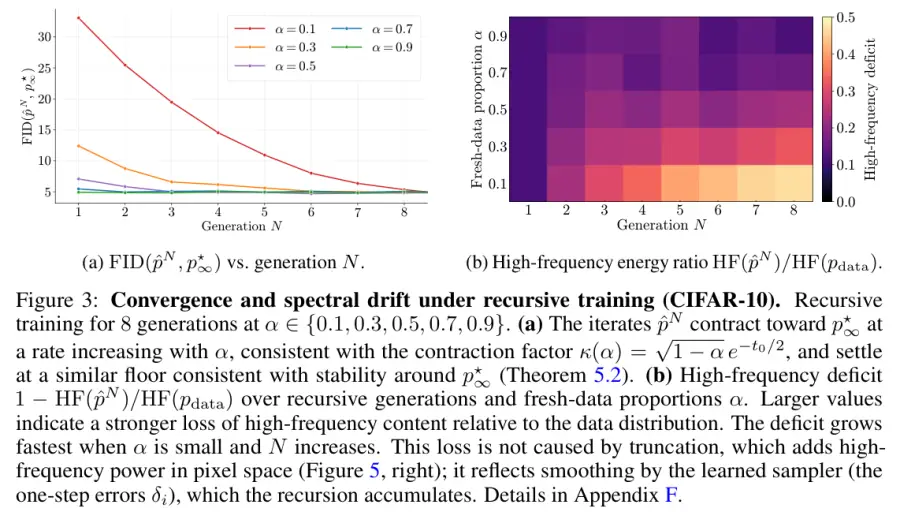 FID(p̂ᴺ, p⋆∞)
30
25
20
15
10
5
α = 0.1
α = 0.3
α = 0.5
α = 0.7
α = 0.9
1 2 3 4 5 6 7 8
Generation N
Fresh-data proportion α
0.9
0.7
0.5
0.3
0.1
1 2 3 4 5 6 7 8
Generation N
0.5
0.4
0.3
0.2
0.1
0.0
High-frequency deficit
(a) FID(p̂ᴺ, p⋆∞) vs. generation N.
(b) High-frequency energy ratio HF(p̂ᴺ)/HF(pdata).
Figure 3: Convergence and spectral drift under recursive training (CIFAR-10). Recursive
training for 8 generations at α ∈ {0.1, 0.3, 0.5, 0.7, 0.9}. (a) The iterates p̂ᴺ contract toward p⋆∞ at
a rate increasing with α, consistent with the contraction factor κ(α) = √(1 − α) e^(−t₀/2), and settle
at a similar floor consistent with stability around p⋆∞ (Theorem 5.2). (b) High-frequency deficit
1 − HF(p̂ᴺ)/HF(pdata) over recursive generations and fresh-data proportions α. Larger values
indicate a stronger loss of high-frequency content relative to the data distribution. The deficit grows
fastest when α is small and N increases. This loss is not caused by truncation, which adds high-
frequency power in pixel space (Figure 5, right); it reflects smoothing by the learned sampler (the
one-step errors δᵢ), which the recursion accumulates. Details in Appendix F.